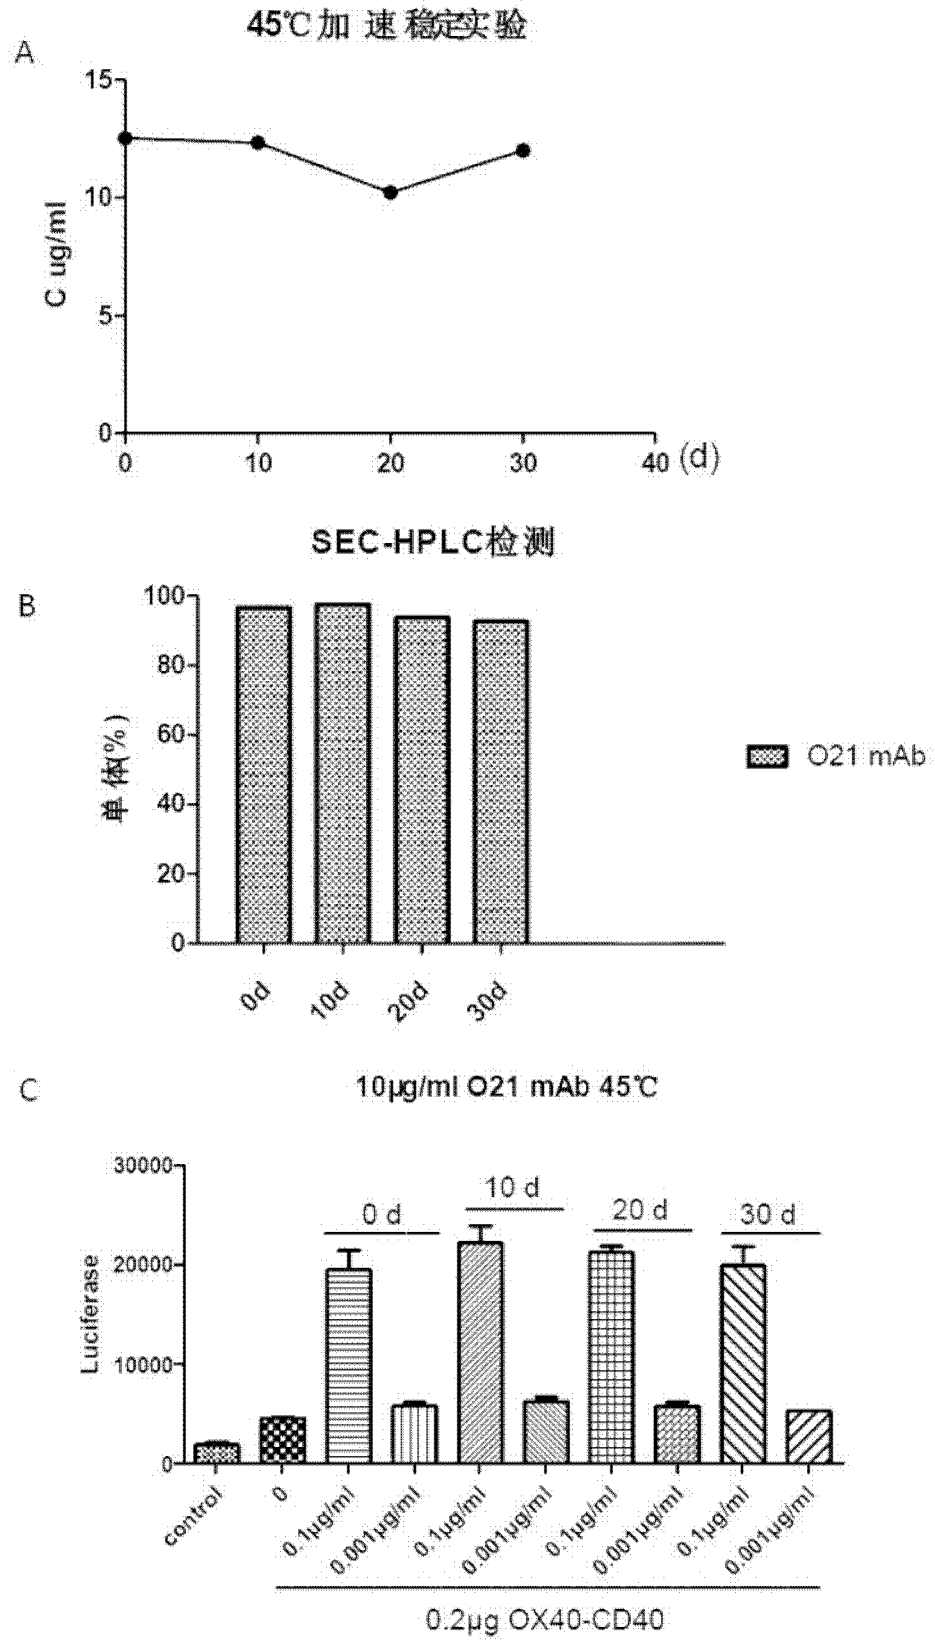 45℃加速稳定实验
A
15
10
5
0
C ug/ml
0 10 20 30 40 (d)
SEC-HPLC检测
B
100
80
60
40
20
0
单体(%)
O21 mAb
0d 10d 20d 30d
C
10μg/ml O21 mAb 45℃
30000
20000
10000
0
Luciferase
0 d 10 d 20 d 30 d
control 0 0.1μg/ml 0.001μg/ml 0.1μg/ml 0.001μg/ml 0.1μg/ml 0.001μg/ml 0.1μg/ml 0.001μg/ml
0.2μg OX40-CD40